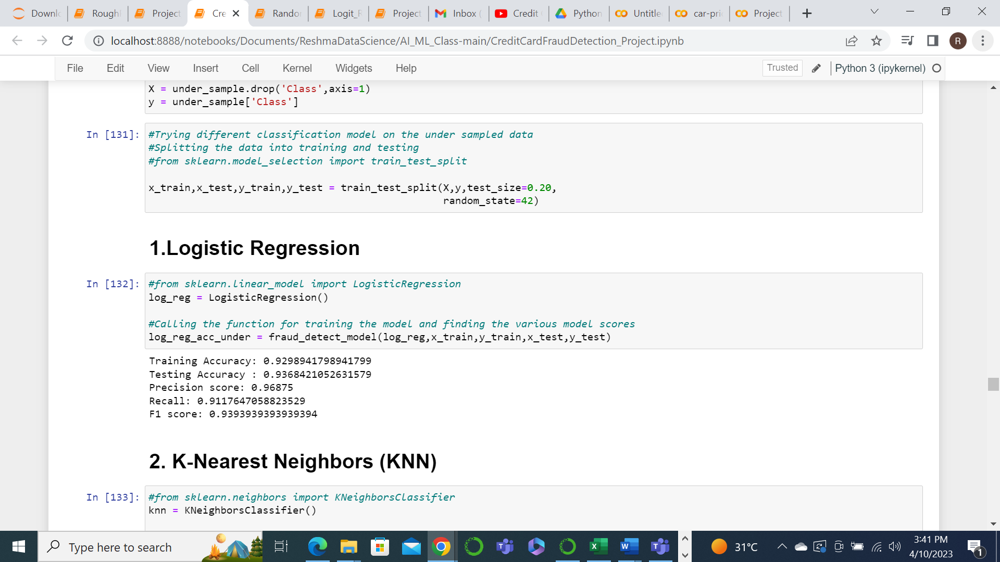 Downl
Rough
Project
Cre
Rando
Logit_R
Project
Inbox (
Credit
Python
Untitle
car-pri
Project
localhost:8888/notebooks/Documents/ReshmaDataScience/AI_ML_Class-main/CreditCardFraudDetection_Project.ipynb
R
File Edit View Insert Cell Kernel Widgets Help Trusted Python 3 (ipykernel)
X = under_sample.drop('Class',axis=1)
y = under_sample['Class']
In [131]: #Trying different classification model on the under sampled data
#Splitting the data into training and testing
#from sklearn.model_selection import train_test_split
x_train,x_test,y_train,y_test = train_test_split(X,y,test_size=0.20,
random_state=42)
1.Logistic Regression
In [132]: #from sklearn.linear_model import LogisticRegression
log_reg = LogisticRegression()
#Calling the function for training the model and finding the various model scores
log_reg_acc_under = fraud_detect_model(log_reg,x_train,y_train,x_test,y_test)
Training Accuracy: 0.9298941798941799
Testing Accuracy : 0.9368421052631579
Precision score: 0.96875
Recall: 0.9117647058823529
F1 score: 0.9393939393939394
2. K-Nearest Neighbors (KNN)
In [133]: #from sklearn.neighbors import KNeighborsClassifier
knn = KNeighborsClassifier()
Type here to search
31°C
3:41 PM
4/10/2023
1